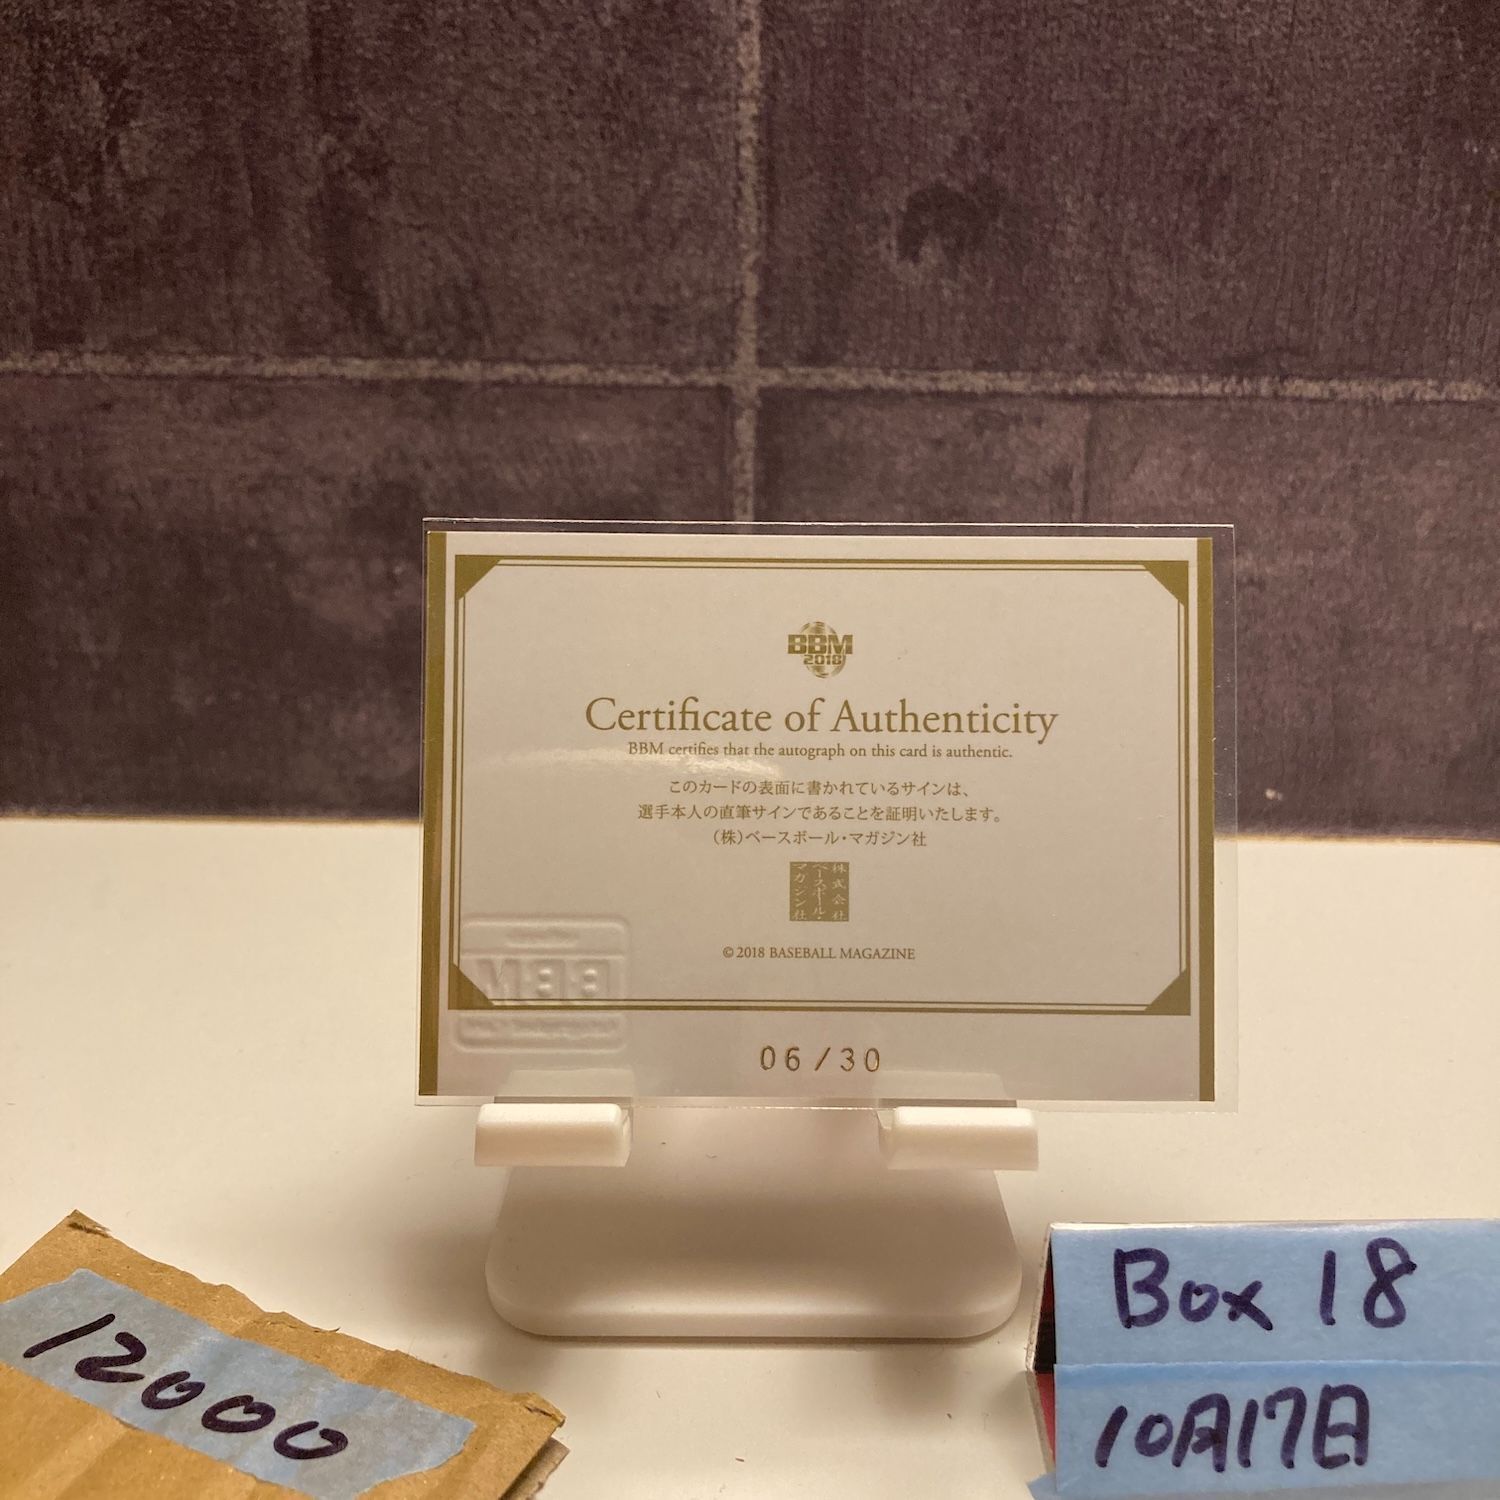 BBM
2018
Certificate of Authenticity
BBM certifies that the autograph on this card is authentic.
このカードの表面に書かれているサインは、
選手本人の直筆サインであることを証明いたします。
（株）ベースボール・マガジン社
株式会社
ベースボール・
マガジン社
© 2018 BASEBALL MAGAZINE
BBM
06/30
12000
Box 18
10月17日